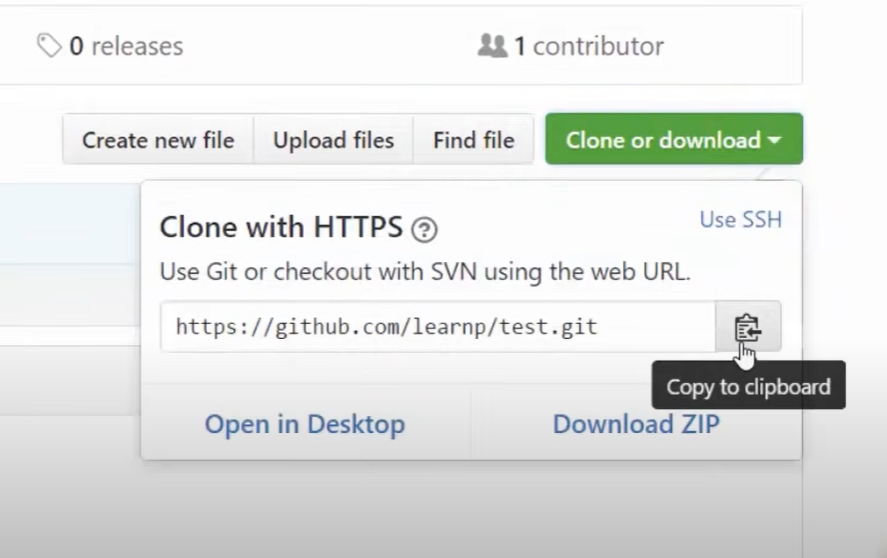 0 releases
1 contributor
Create new file
Upload files
Find file
Clone or download
Clone with HTTPS ?
Use SSH
Use Git or checkout with SVN using the web URL.
https://github.com/learnp/test.git
Copy to clipboard
Open in Desktop
Download ZIP